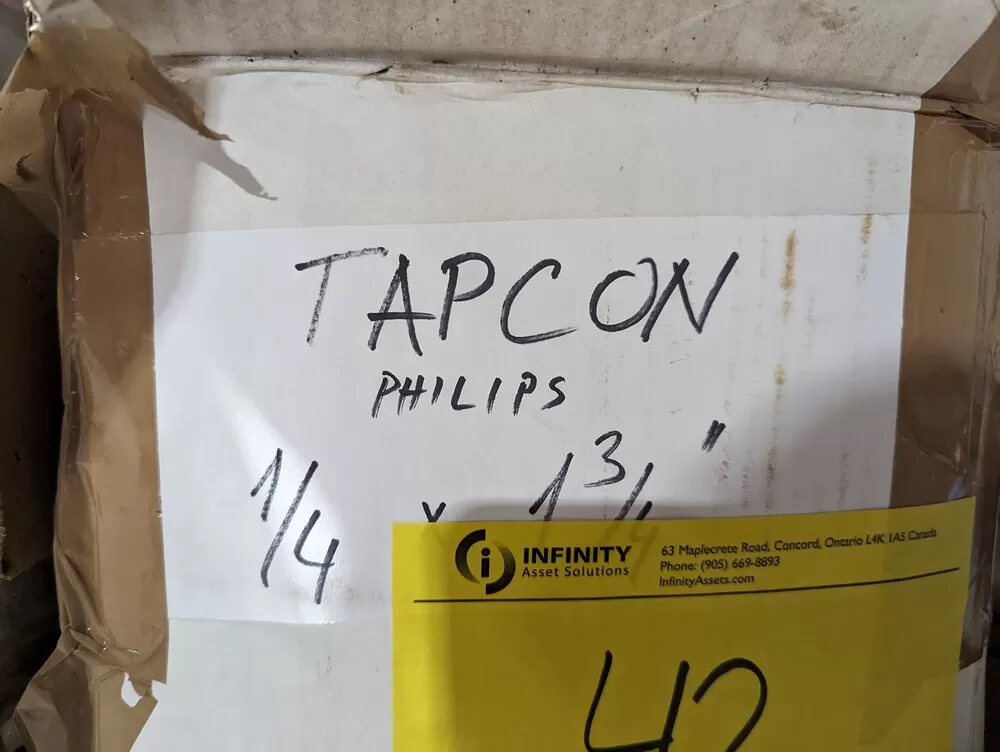 TAPCON
PHILIPS
1/4 x 1 3/4"
INFINITY
Asset Solutions
63 Maplecrete Road, Concord, Ontario L4K 1A5 Canada
Phone: (905) 669-8893
InfinityAssets.com
42